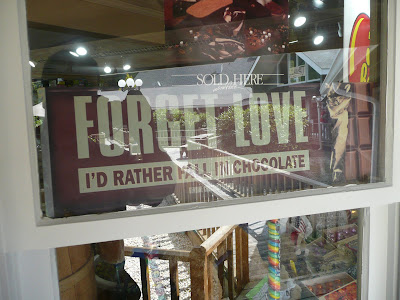 SOLD HERE
FORGET LOVE
I'D RATHER FALL IN CHOCOLATE